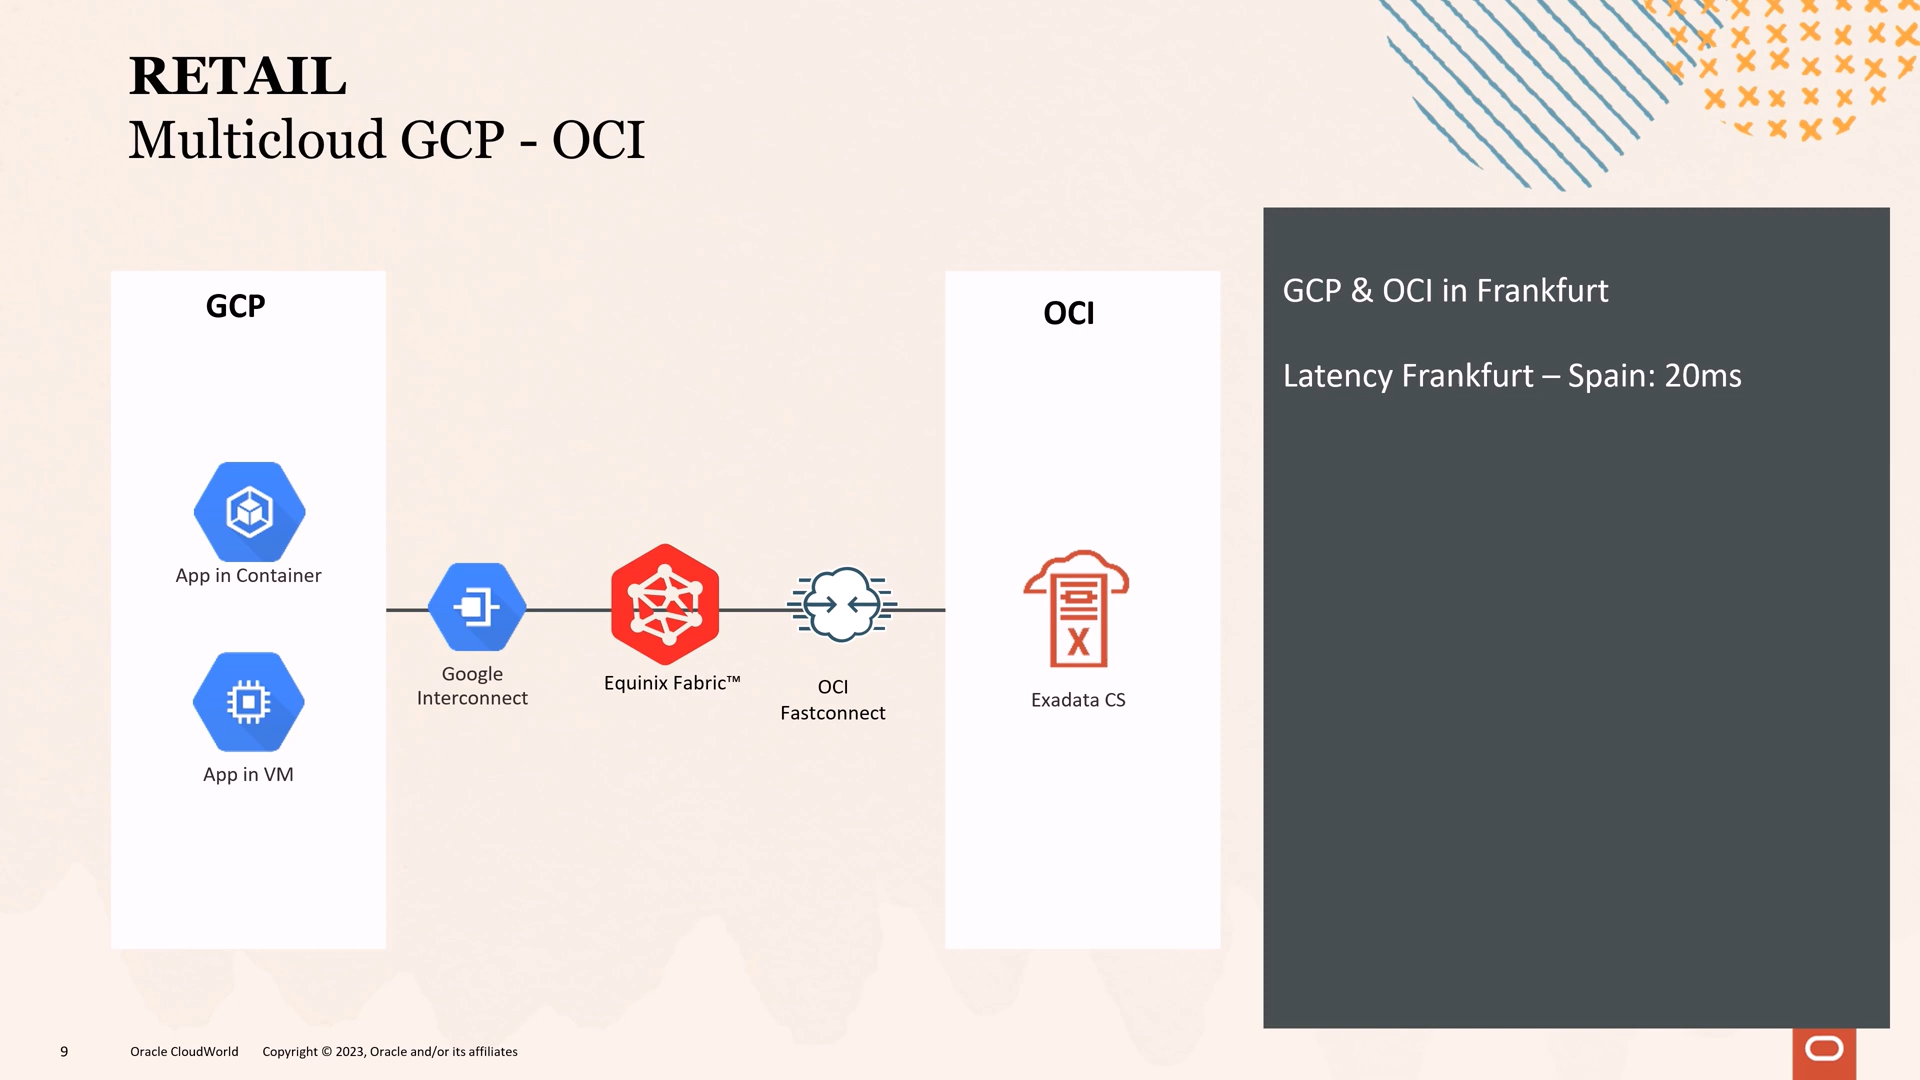 RETAIL
Multicloud GCP - OCI
GCP
App in Container
App in VM
Google
Interconnect
Equinix Fabric™
OCI
Fastconnect
OCI
X
Exadata CS
GCP & OCI in Frankfurt
Latency Frankfurt – Spain: 20ms
9
Oracle CloudWorld
Copyright © 2023, Oracle and/or its affiliates